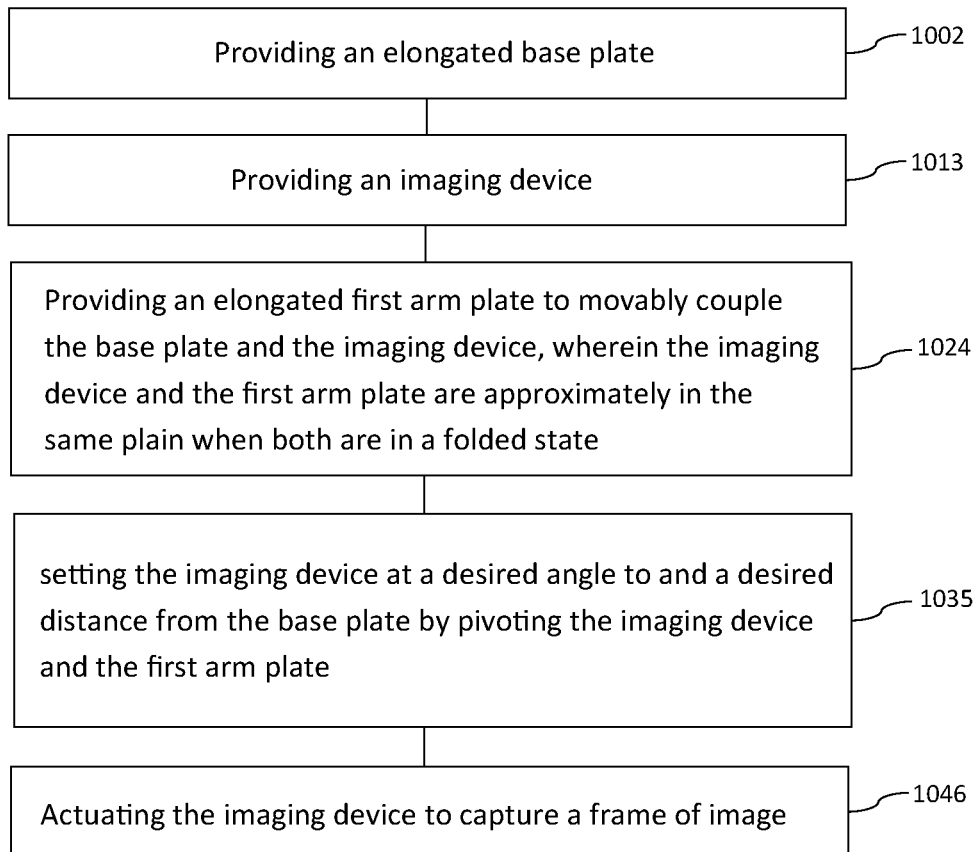 Providing an elongated base plate
1002
Providing an imaging device
1013
Providing an elongated first arm plate to movably couple
the base plate and the imaging device, wherein the imaging
device and the first arm plate are approximately in the
same plain when both are in a folded state
1024
setting the imaging device at a desired angle to and a desired
distance from the base plate by pivoting the imaging device
and the first arm plate
1035
Actuating the imaging device to capture a frame of image
1046